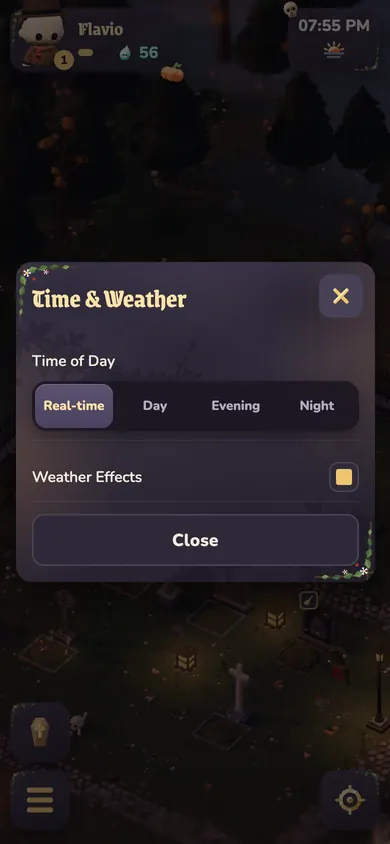 Flavio
07:55 PM
1
56
Time & Weather
Time of Day
Real-time Day Evening Night
Weather Effects
Close